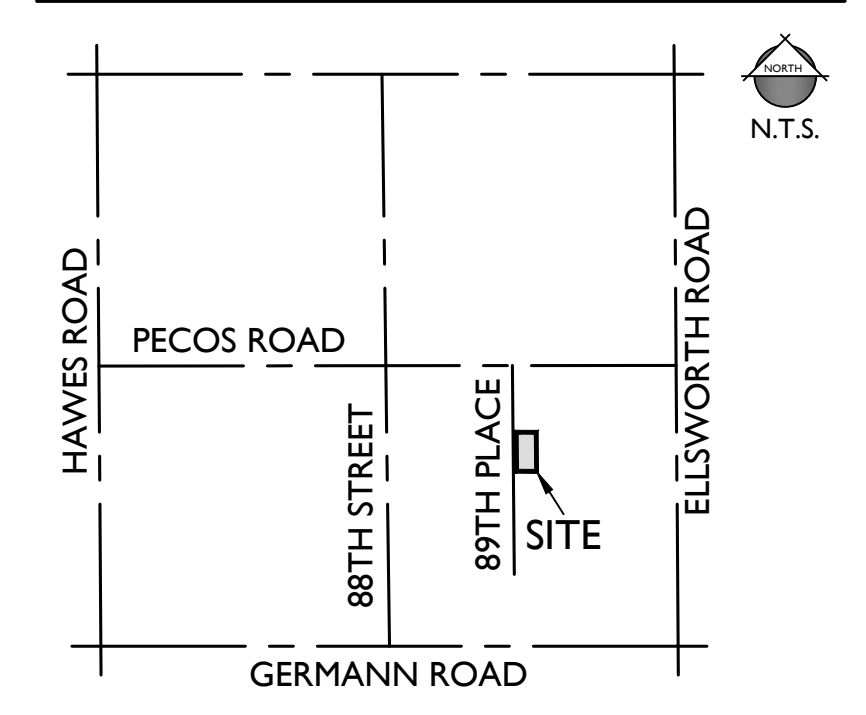 NORTH
N.T.S.
HAWES ROAD
PECOS ROAD
88TH STREET
89TH PLACE
SITE
ELLSWORTH ROAD
GERMANN ROAD